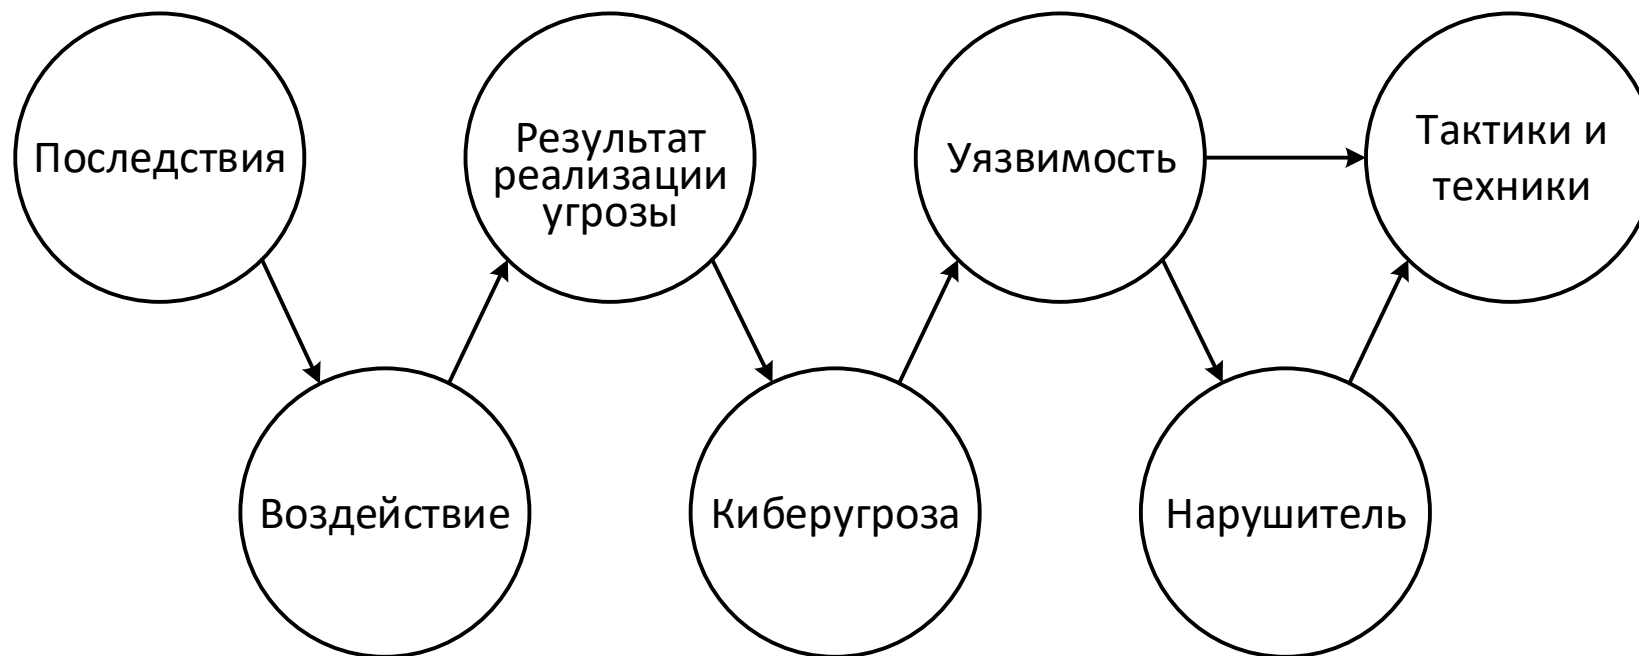 Последствия
Результат
реализации
угрозы
Уязвимость
Тактики и
техники
Воздействие
Киберугроза
Нарушитель